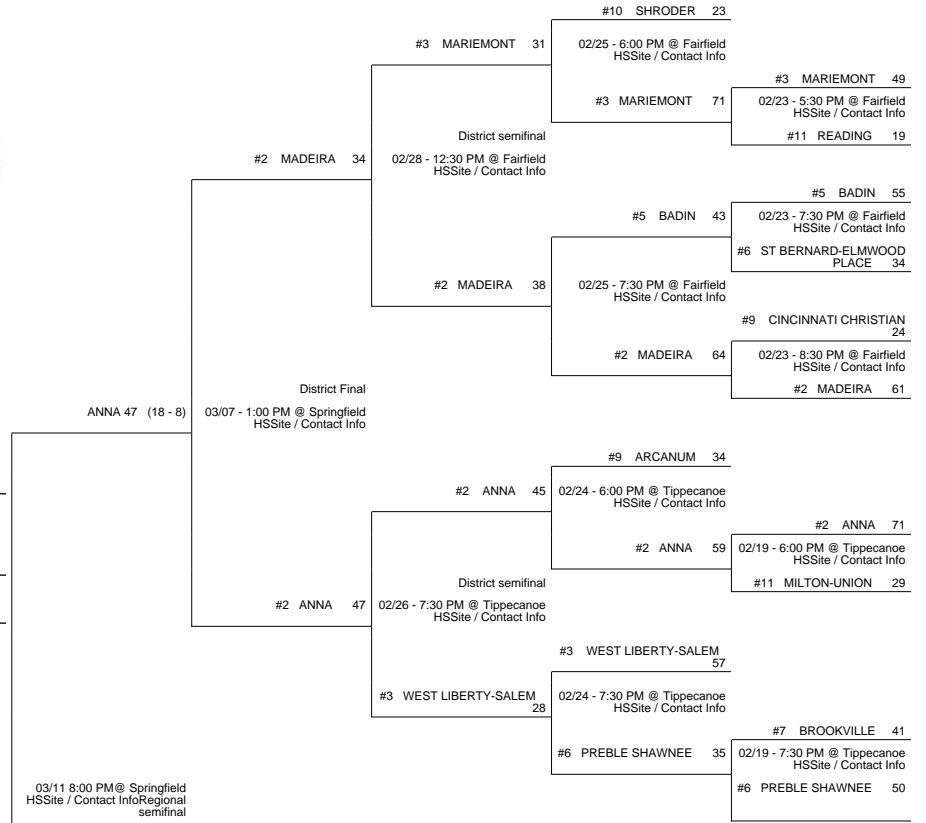 #10 SHRODER 23
#3 MARIEMONT 31
02/25 - 6:00 PM @ Fairfield
HSSite / Contact Info
#3 MARIEMONT 49
#3 MARIEMONT 71
02/23 - 5:30 PM @ Fairfield
HSSite / Contact Info
#11 READING 19
District semifinal
#2 MADEIRA 34
02/28 - 12:30 PM @ Fairfield
HSSite / Contact Info
#5 BADIN 55
#5 BADIN 43
02/23 - 7:30 PM @ Fairfield
HSSite / Contact Info
#6 ST BERNARD-ELMWOOD
PLACE 34
#2 MADEIRA 38
02/25 - 7:30 PM @ Fairfield
HSSite / Contact Info
#9 CINCINNATI CHRISTIAN
24
#2 MADEIRA 64
02/23 - 8:30 PM @ Fairfield
HSSite / Contact Info
#2 MADEIRA 61
District Final
ANNA 47 (18 - 8)
03/07 - 1:00 PM @ Springfield
HSSite / Contact Info
#9 ARCANUM 34
#2 ANNA 45
02/24 - 6:00 PM @ Tippecanoe
HSSite / Contact Info
#2 ANNA 71
#2 ANNA 59
02/19 - 6:00 PM @ Tippecanoe
HSSite / Contact Info
#11 MILTON-UNION 29
District semifinal
#2 ANNA 47
02/26 - 7:30 PM @ Tippecanoe
HSSite / Contact Info
#3 WEST LIBERTY-SALEM
57
#3 WEST LIBERTY-SALEM
28
02/24 - 7:30 PM @ Tippecanoe
HSSite / Contact Info
#7 BROOKVILLE 41
#6 PREBLE SHAWNEE 35
02/19 - 7:30 PM @ Tippecanoe
HSSite / Contact Info
#6 PREBLE SHAWNEE 50
03/11 8:00 PM@ Springfield
HSSite / Contact InfoRegional
semifinal